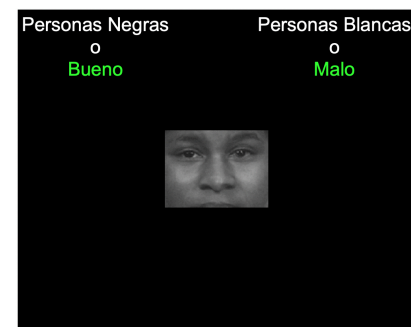 Personas Negras
o
Bueno
Personas Blancas
o
Malo